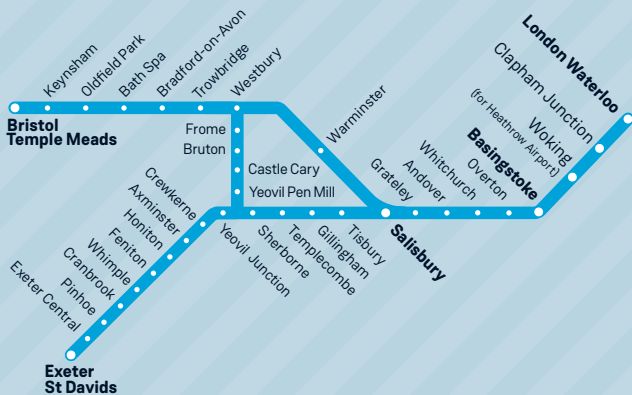 Keynsham
Oldfield Park
Bath Spa
Bradford-on-Avon
Trowbridge
Westbury
Bristol
Temple Meads
Frome
Bruton
Castle Cary
Yeovil Pen Mill
Warminster
London Waterloo
Clapham Junction
Woking
(for Heathrow Airport)
Basingstoke
Overton
Whitchurch
Andover
Grateley
Salisbury
Tisbury
Gillingham
Templecombe
Sherborne
Yeovil Junction
Crewkerne
Axminster
Honiton
Feniton
Whimple
Cranbrook
Pinhoe
Exeter Central
Exeter
St Davids